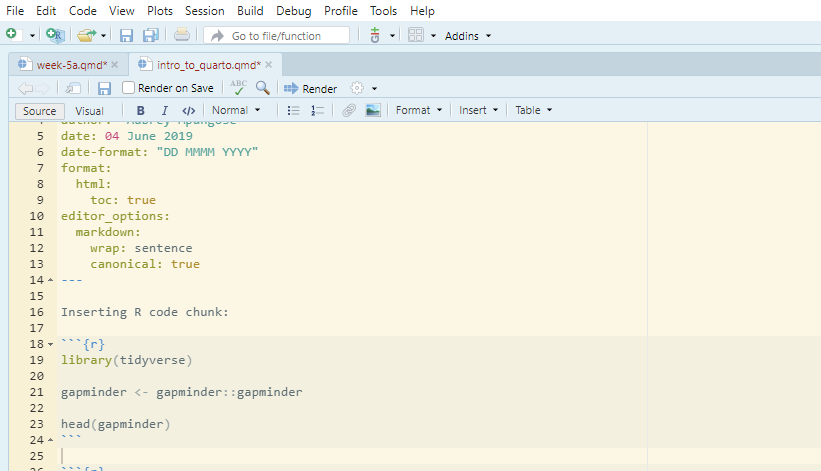 File Edit Code View Plots Session Build Debug Profile Tools Help
Go to file/function Addins
week-5a.qmd* intro_to_quarto.qmd*
Render on Save ABC Render
Source Visual B I </> Normal Format Insert Table
5 date: 04 June 2019
6 date-format: "DD MMMM YYYY"
7 format:
8 html:
9 toc: true
10 editor_options:
11 markdown:
12 wrap: sentence
13 canonical: true
14 ---
15
16 Inserting R code chunk:
17
18 ```{r}
19 library(tidyverse)
20
21 gapminder <- gapminder::gapminder
22
23 head(gapminder)
24 ```
25